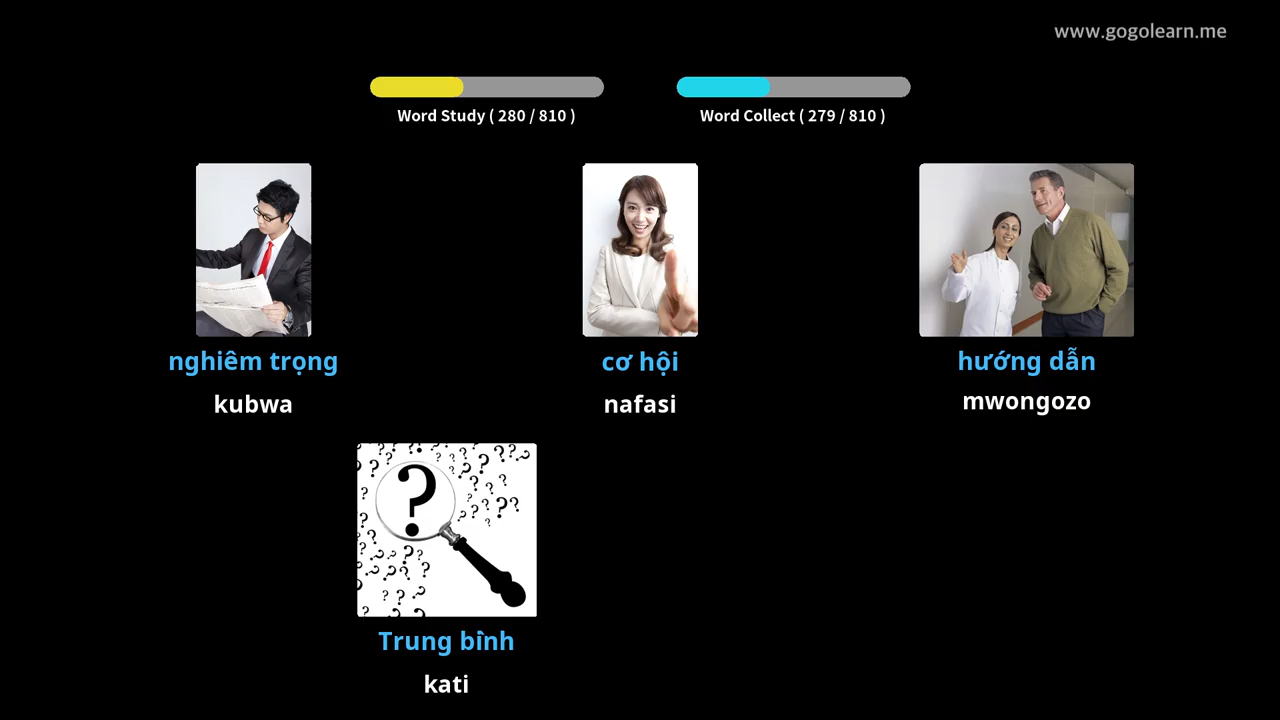 www.gogolearn.me
Word Study ( 280 / 810 )
Word Collect ( 279 / 810 )
nghiêm trọng
kubwa
cơ hội
nafasi
hướng dẫn
mwongozo
Trung bình
kati